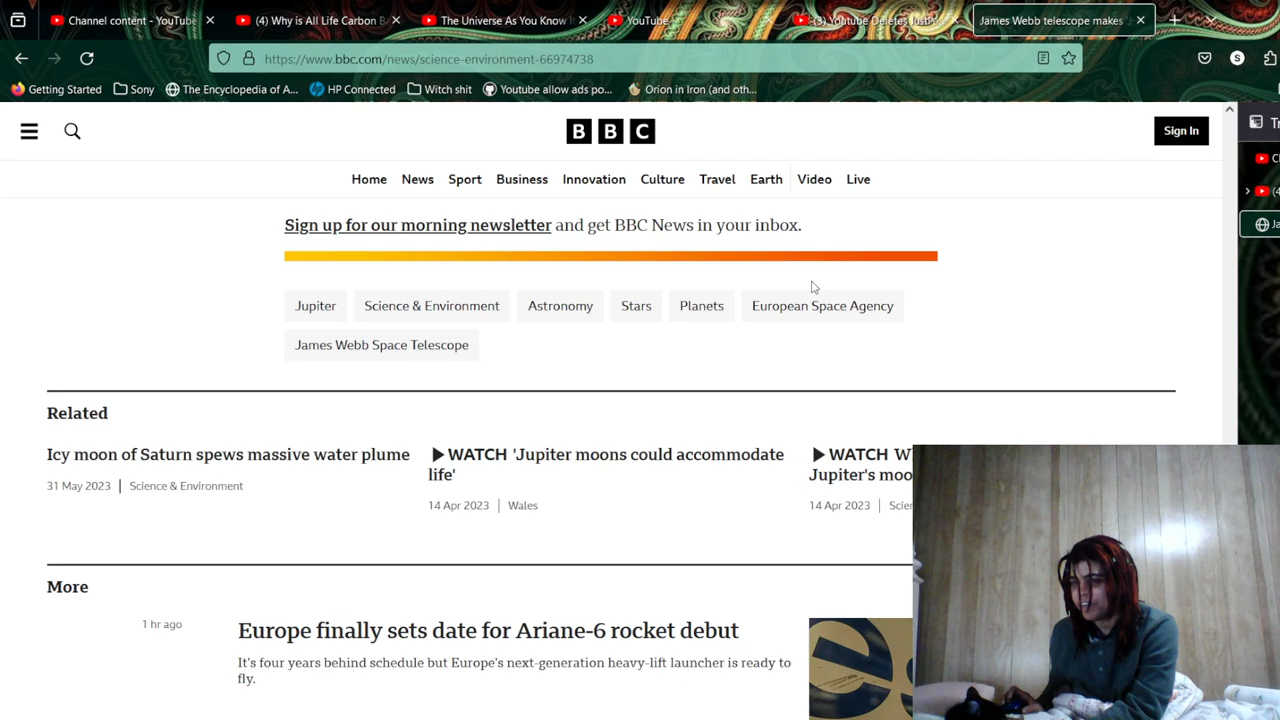 Channel content - YouTube
(4) Why is All Life Carbon B
The Universe As You Know I
YouTube
(3) Youtube Deletes JustPe
James Webb telescope makes
https://www.bbc.com/news/science-environment-66974738
S
Getting Started
Sony
The Encyclopedia of A...
HP Connected
Witch shit
Youtube allow ads po...
Orion in Iron (and oth...
BBC
Sign In
Home
News
Sport
Business
Innovation
Culture
Travel
Earth
Video
Live
Sign up for our morning newsletter and get BBC News in your inbox.
Jupiter
Science & Environment
Astronomy
Stars
Planets
European Space Agency
James Webb Space Telescope
Related
Icy moon of Saturn spews massive water plume
31 May 2023 | Science & Environment
WATCH 'Jupiter moons could accommodate
life'
14 Apr 2023 | Wales
WATCH W
Jupiter's moo
14 Apr 2023 | Scien
More
1 hr ago
Europe finally sets date for Ariane-6 rocket debut
It's four years behind schedule but Europe's next-generation heavy-lift launcher is ready to
fly.